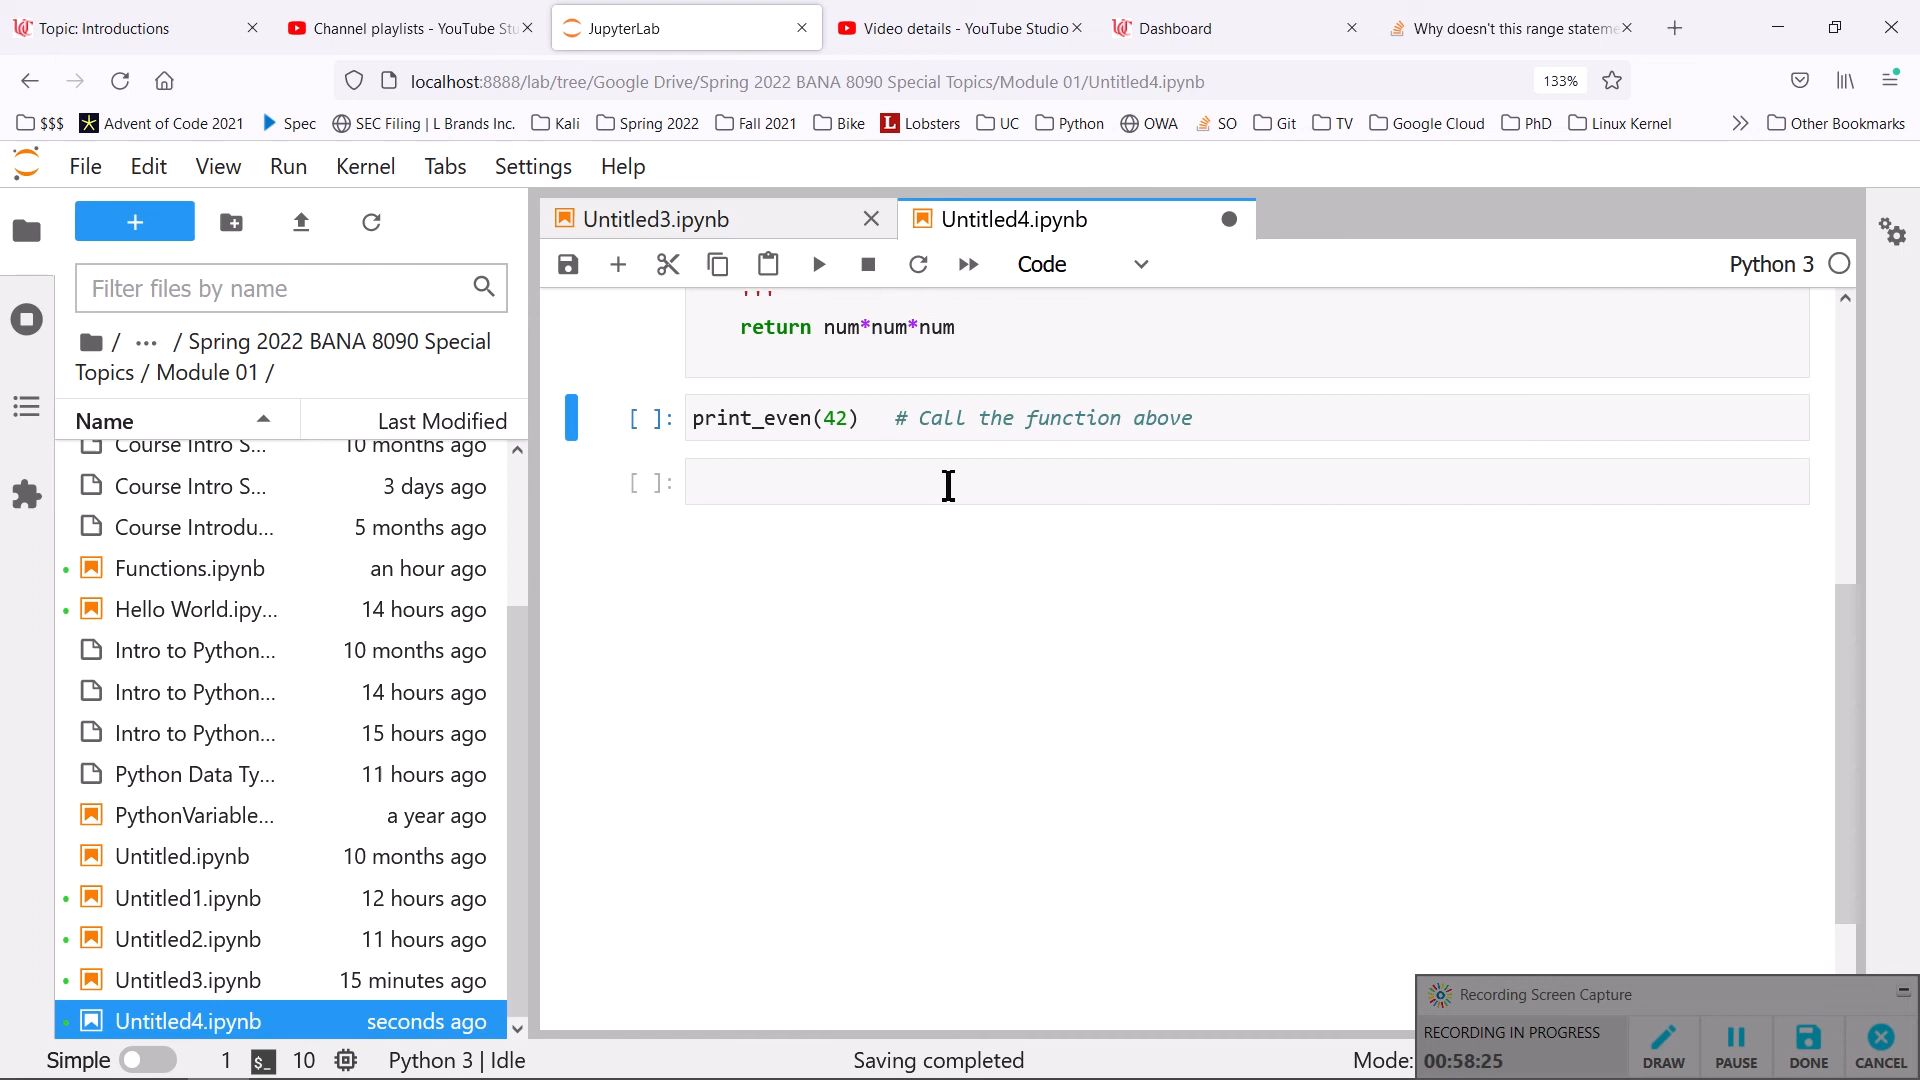 Topic: Introductions
Channel playlists - YouTube Stu
JupyterLab
Video details - YouTube Studio
Dashboard
Why doesn't this range stateme
localhost:8888/lab/tree/Google Drive/Spring 2022 BANA 8090 Special Topics/Module 01/Untitled4.ipynb
133%
$$$
Advent of Code 2021
Spec
SEC Filing | L Brands Inc.
Kali
Spring 2022
Fall 2021
Bike
Lobsters
UC
Python
OWA
SO
Git
TV
Google Cloud
PhD
Linux Kernel
Other Bookmarks
File Edit View Run Kernel Tabs Settings Help
Filter files by name
/ ··· / Spring 2022 BANA 8090 Special
Topics / Module 01 /
Name Last Modified
Course Intro S... 10 months ago
Course Intro S... 3 days ago
Course Introdu... 5 months ago
Functions.ipynb an hour ago
Hello World.ipy... 14 hours ago
Intro to Python... 10 months ago
Intro to Python... 14 hours ago
Intro to Python... 15 hours ago
Python Data Ty... 11 hours ago
PythonVariable... a year ago
Untitled.ipynb 10 months ago
Untitled1.ipynb 12 hours ago
Untitled2.ipynb 11 hours ago
Untitled3.ipynb 15 minutes ago
Untitled4.ipynb seconds ago
Untitled3.ipynb
Untitled4.ipynb
Code
Python 3
'''
return num*num*num
[ ]: print_even(42) # Call the function above
[ ]:
Simple 1 $_ 10 Python 3 | Idle Saving completed Mode:
Recording Screen Capture
RECORDING IN PROGRESS
00:58:25
DRAW PAUSE DONE CANCEL